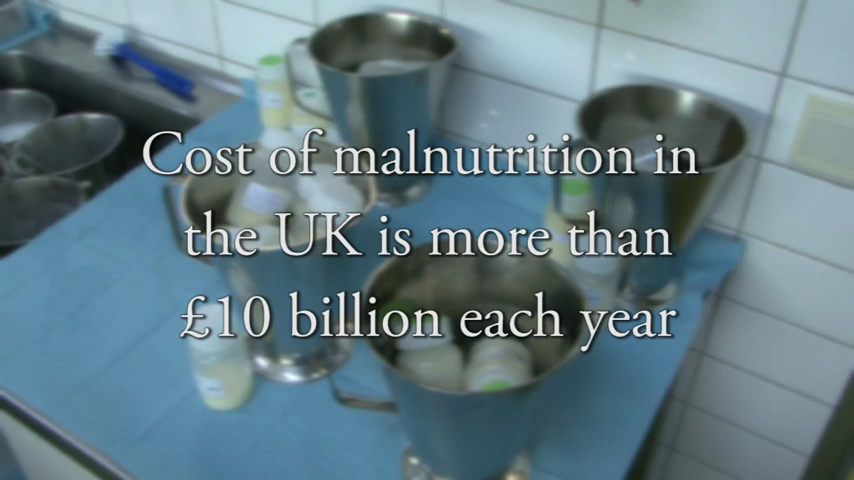 Cost of malnutrition in
the UK is more than
£10 billion each year